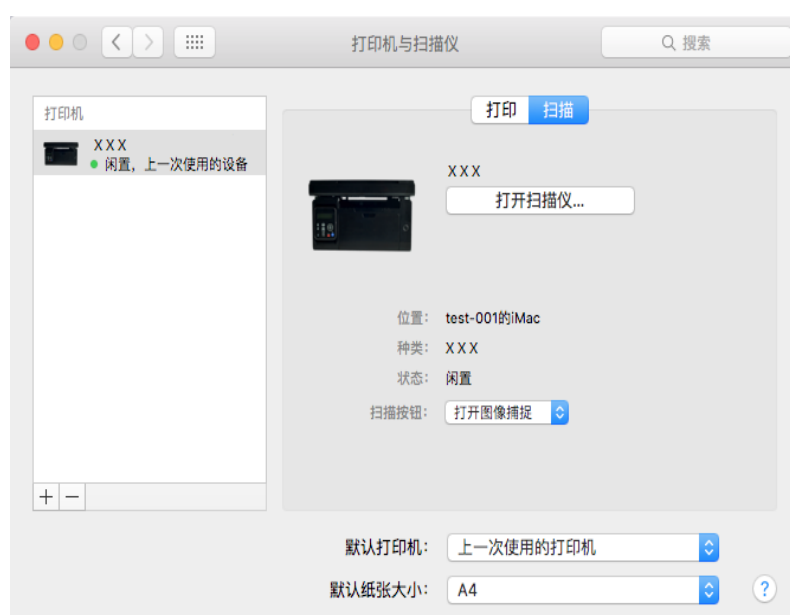 打印机与扫描仪
搜索
打印机
XXX
闲置，上一次使用的设备
打印 扫描
XXX
打开扫描仪...
位置： test-001的iMac
种类： XXX
状态： 闲置
扫描按钮： 打开图像捕捉
+ −
默认打印机： 上一次使用的打印机
默认纸张大小： A4
?